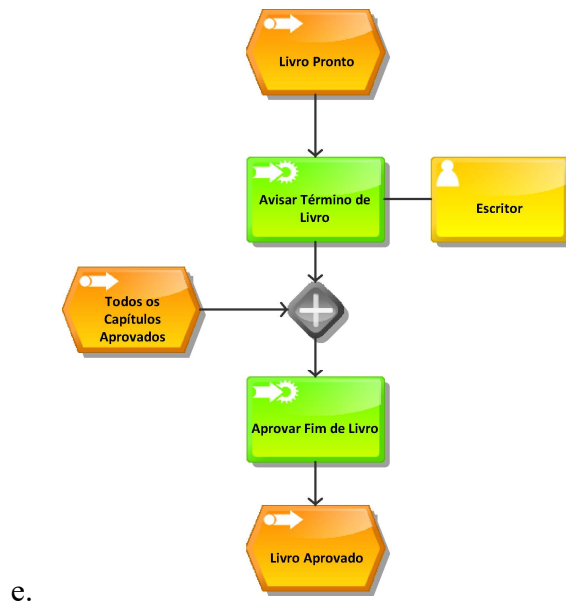 Livro Pronto
Avisar Término de
Livro
Escritor
Todos os
Capítulos
Aprovados
Aprovar Fim de Livro
Livro Aprovado
e.